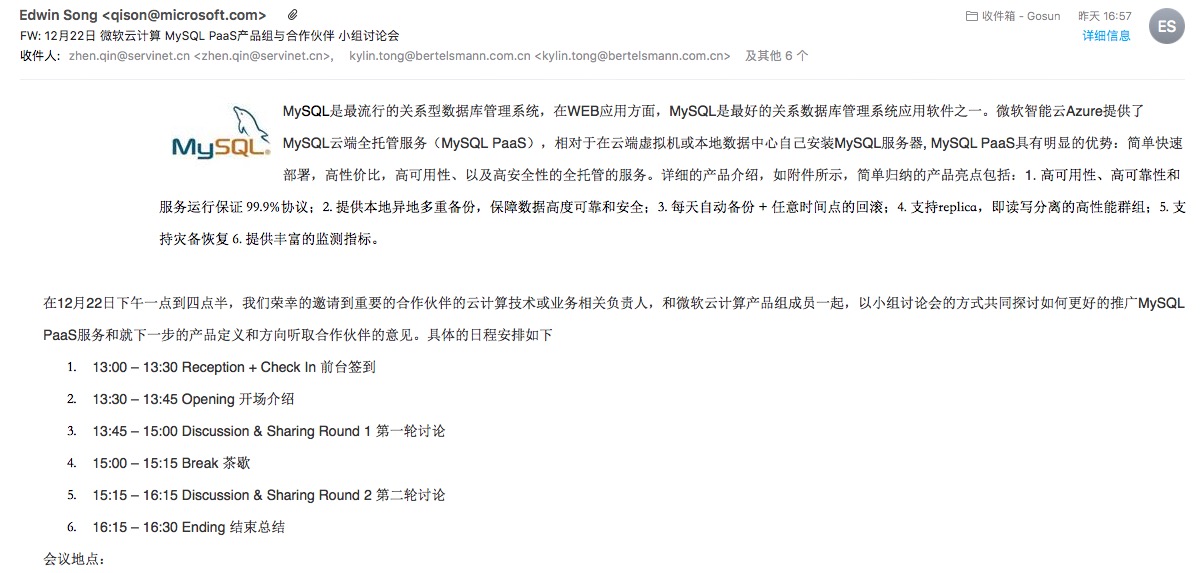 Edwin Song <qison@microsoft.com>
收件箱 - Gosun 昨天 16:57
FW: 12月22日 微软云计算 MySQL PaaS产品组与合作伙伴 小组讨论会
详细信息
ES
收件人: zhen.qin@servinet.cn <zhen.qin@servinet.cn>, kylin.tong@bertelsmann.com.cn <kylin.tong@bertelsmann.com.cn> 及其他 6 个
MySQL®
MySQL是最流行的关系型数据库管理系统，在WEB应用方面，MySQL是最好的关系数据库管理系统应用软件之一。微软智能云Azure提供了
MySQL云端全托管服务（MySQL PaaS），相对于在云端虚拟机或本地数据中心自己安装MySQL服务器, MySQL PaaS具有明显的优势：简单快速
部署，高性价比，高可用性、以及高安全性的全托管的服务。详细的产品介绍，如附件所示，简单归纳的产品亮点包括：1. 高可用性、高可靠性和
服务运行保证 99.9%协议；2. 提供本地异地多重备份，保障数据高度可靠和安全；3. 每天自动备份 + 任意时间点的回滚；4. 支持replica，即读写分离的高性能群组；5. 支
持灾备恢复 6. 提供丰富的监测指标。
在12月22日下午一点到四点半，我们荣幸的邀请到重要的合作伙伴的云计算技术或业务相关负责人，和微软云计算产品组成员一起，以小组讨论会的方式共同探讨如何更好的推广MySQL
PaaS服务和就下一步的产品定义和方向听取合作伙伴的意见。具体的日程安排如下
1. 13:00 – 13:30 Reception + Check In 前台签到
2. 13:30 – 13:45 Opening 开场介绍
3. 13:45 – 15:00 Discussion & Sharing Round 1 第一轮讨论
4. 15:00 – 15:15 Break 茶歇
5. 15:15 – 16:15 Discussion & Sharing Round 2 第二轮讨论
6. 16:15 – 16:30 Ending 结束总结
会议地点：